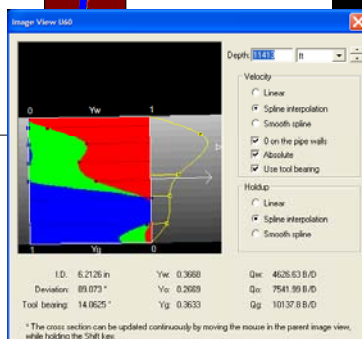 Image View U60
Depth: 11413 ft
0 Yw 1
Velocity
Linear
Spline interpolation
Smooth spline
0 on the pipe walls
Absolute
Use tool bearing
Holdup
Linear
Spline interpolation
Smooth spline
1 Yg 0
I.D. 6.2126 in Yw: 0.3668 Qw: 4626.63 B/D
Deviation: 89.073 ° Yo: 0.2669 Qo: 7541.99 B/D
Tool bearing: 14.0625 ° Yg: 0.3633 Qg: 10137.8 B/D
* The cross section can be updated continuously by moving the mouse in the parent image view,
while holding the Shift key.